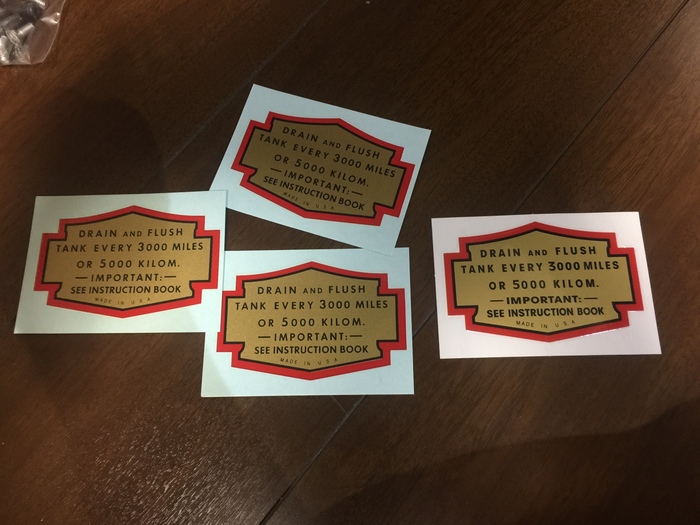 DRAIN AND FLUSH
TANK EVERY 3000 MILES
OR 5000 KILOM.
— IMPORTANT: —
SEE INSTRUCTION BOOK
MADE IN U.S.A
DRAIN AND FLUSH
TANK EVERY 3000 MILES
OR 5000 KILOM.
— IMPORTANT: —
SEE INSTRUCTION BOOK
MADE IN U.S.A
DRAIN AND FLUSH
TANK EVERY 3000 MILES
OR 5000 KILOM.
— IMPORTANT: —
SEE INSTRUCTION BOOK
MADE IN U.S.A
DRAIN AND FLUSH
TANK EVERY 3000 MILES
OR 5000 KILOM.
— IMPORTANT: —
SEE INSTRUCTION BOOK
MADE IN U.S.A